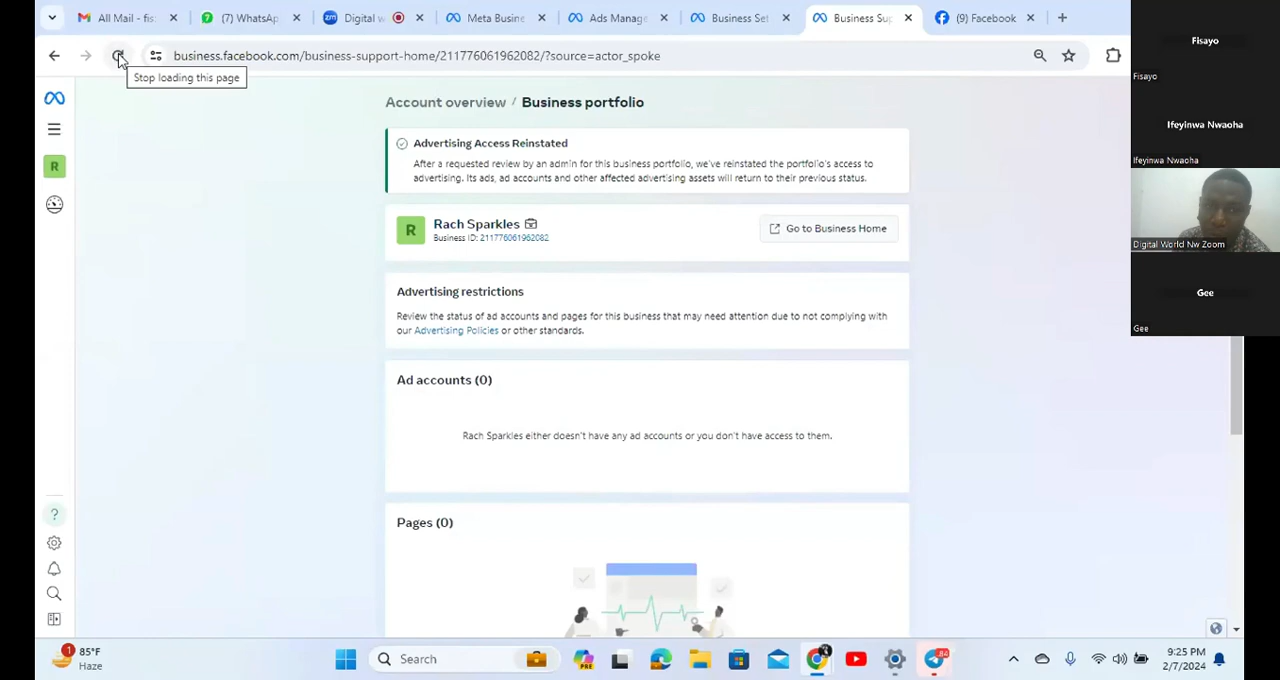 All Mail - fis
(7) WhatsAp
Digital w
Meta Busine
Ads Manage
Business Set
Business Sup
(9) Facebook
business.facebook.com/business-support-home/211776061962082/?source=actor_spoke
Stop loading this page
Account overview / Business portfolio
Advertising Access Reinstated
After a requested review by an admin for this business portfolio, we've reinstated the portfolio's access to
advertising. Its ads, ad accounts and other affected advertising assets will return to their previous status.
R
R
Rach Sparkles
Business ID: 211776061962082
Go to Business Home
Advertising restrictions
Review the status of ad accounts and pages for this business that may need attention due to not complying with
our Advertising Policies or other standards.
Ad accounts (0)
Rach Sparkles either doesn't have any ad accounts or you don't have access to them.
Pages (0)
Fisayo
Fisayo
Ifeyinwa Nwaoha
Ifeyinwa Nwaoha
Digital World Nw Zoom
Gee
Gee
1
85°F
Haze
Search
PRE
84
9:25 PM
2/7/2024